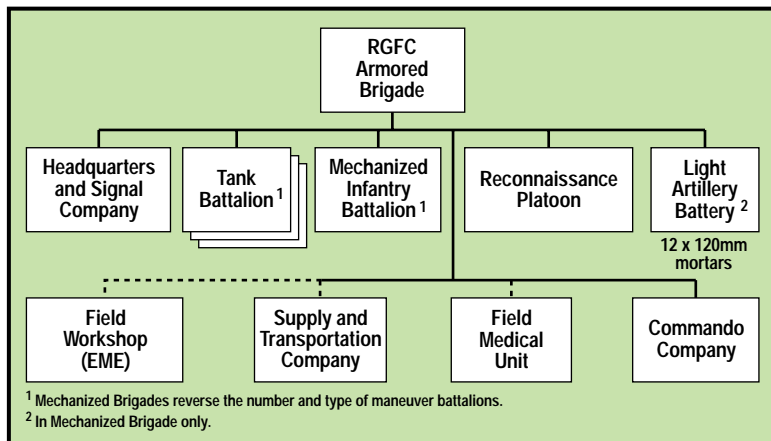 RGFC
Armored
Brigade
Headquarters
and Signal
Company
Tank
Battalion 1
Mechanized
Infantry
Battalion 1
Reconnaissance
Platoon
Light
Artillery
Battery 2
12 x 120mm
mortars
Field
Workshop
(EME)
Supply and
Transportation
Company
Field
Medical
Unit
Commando
Company
1 Mechanized Brigades reverse the number and type of maneuver battalions.
2 In Mechanized Brigade only.